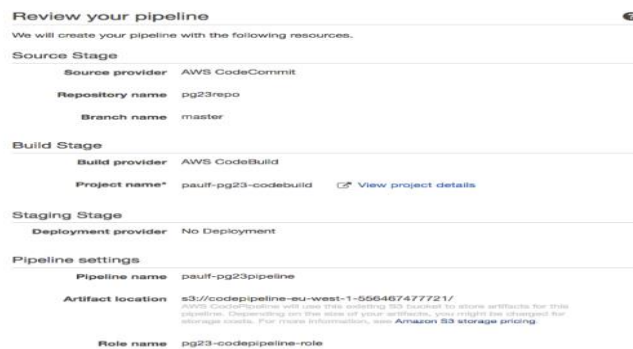 Review your pipeline
We will create your pipeline with the following resources.
Source Stage
Source provider AWS CodeCommit
Repository name pg23repo
Branch name master
Build Stage
Build provider AWS CodeBuild
Project name* paulf-pg23-codebuild View project details
Staging Stage
Deployment provider No Deployment
Pipeline settings
Pipeline name paulf-pg23pipeline
Artifact location s3://codepipeline-eu-west-1-556467477721/
AWS CodePipeline will use this existing S3 bucket to store artifacts for this
pipeline. Depending on the size of your artifacts, you might be charged for
storage costs. For more information, see Amazon S3 storage pricing.
Role name pg23-codepipeline-role